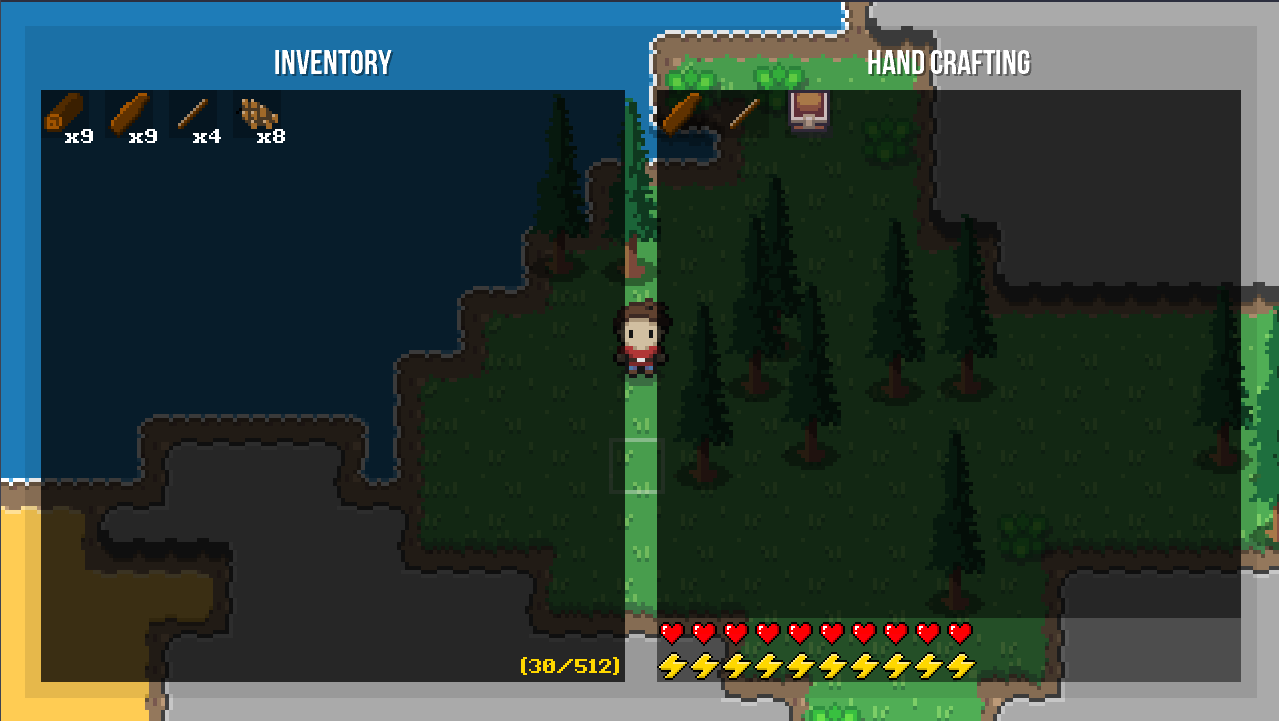 INVENTORY
HAND CRAFTING
x9 x9 x4 x8
(30/512)